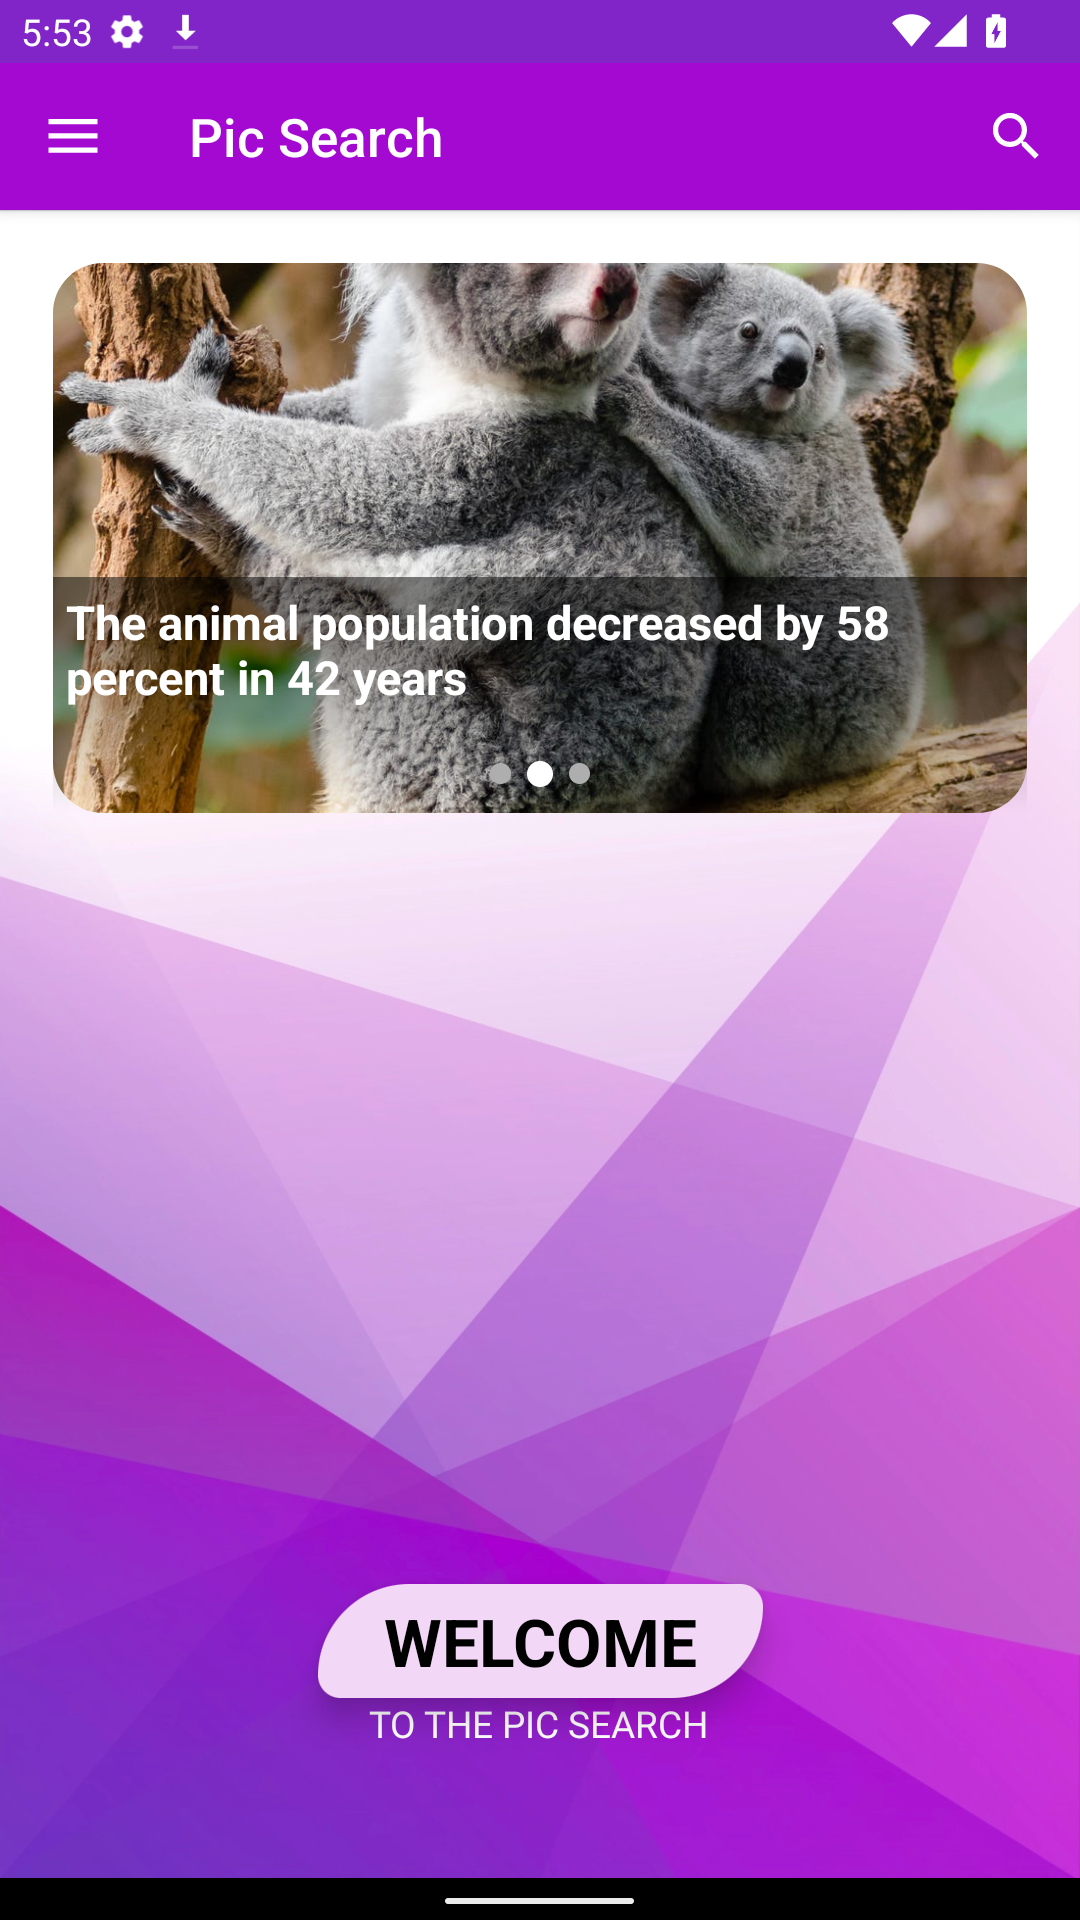 5:53
Pic Search
The animal population decreased by 58
percent in 42 years
WELCOME
TO THE PIC SEARCH